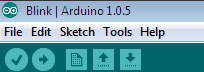 Blink | Arduino 1.0.5
File Edit Sketch Tools Help